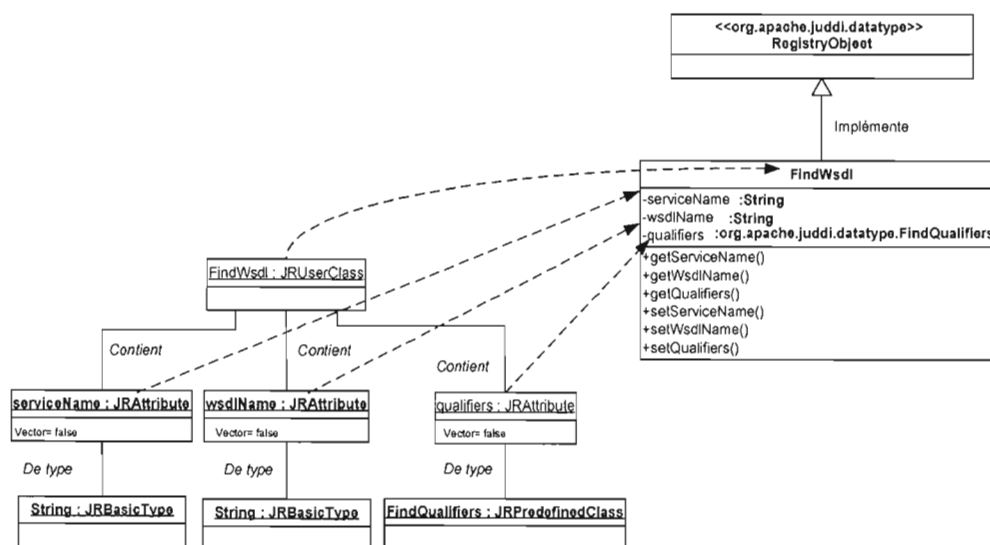 <<org.apache.juddi.datatype>>
RegistryObject
Implémente
FindWsdl
-serviceName :String
-wsdlName :String
-qualifiers :org.apache.juddi.datatype.FindQualifiers
+getServiceName()
+getWsdlName()
+getQualifiers()
+setServiceName()
+setWsdlName()
+setQualifiers()
FindWsdl : JRUserClass
Contient
Contient
Contient
serviceName : JRAttribute
Vector= false
wsdlName : JRAttribute
Vector= false
qualifiers : JRAttribute
Vector= false
De type
De type
De type
String : JRBasicType
String : JRBasicType
FindQualifiers : JRPredefinedClass